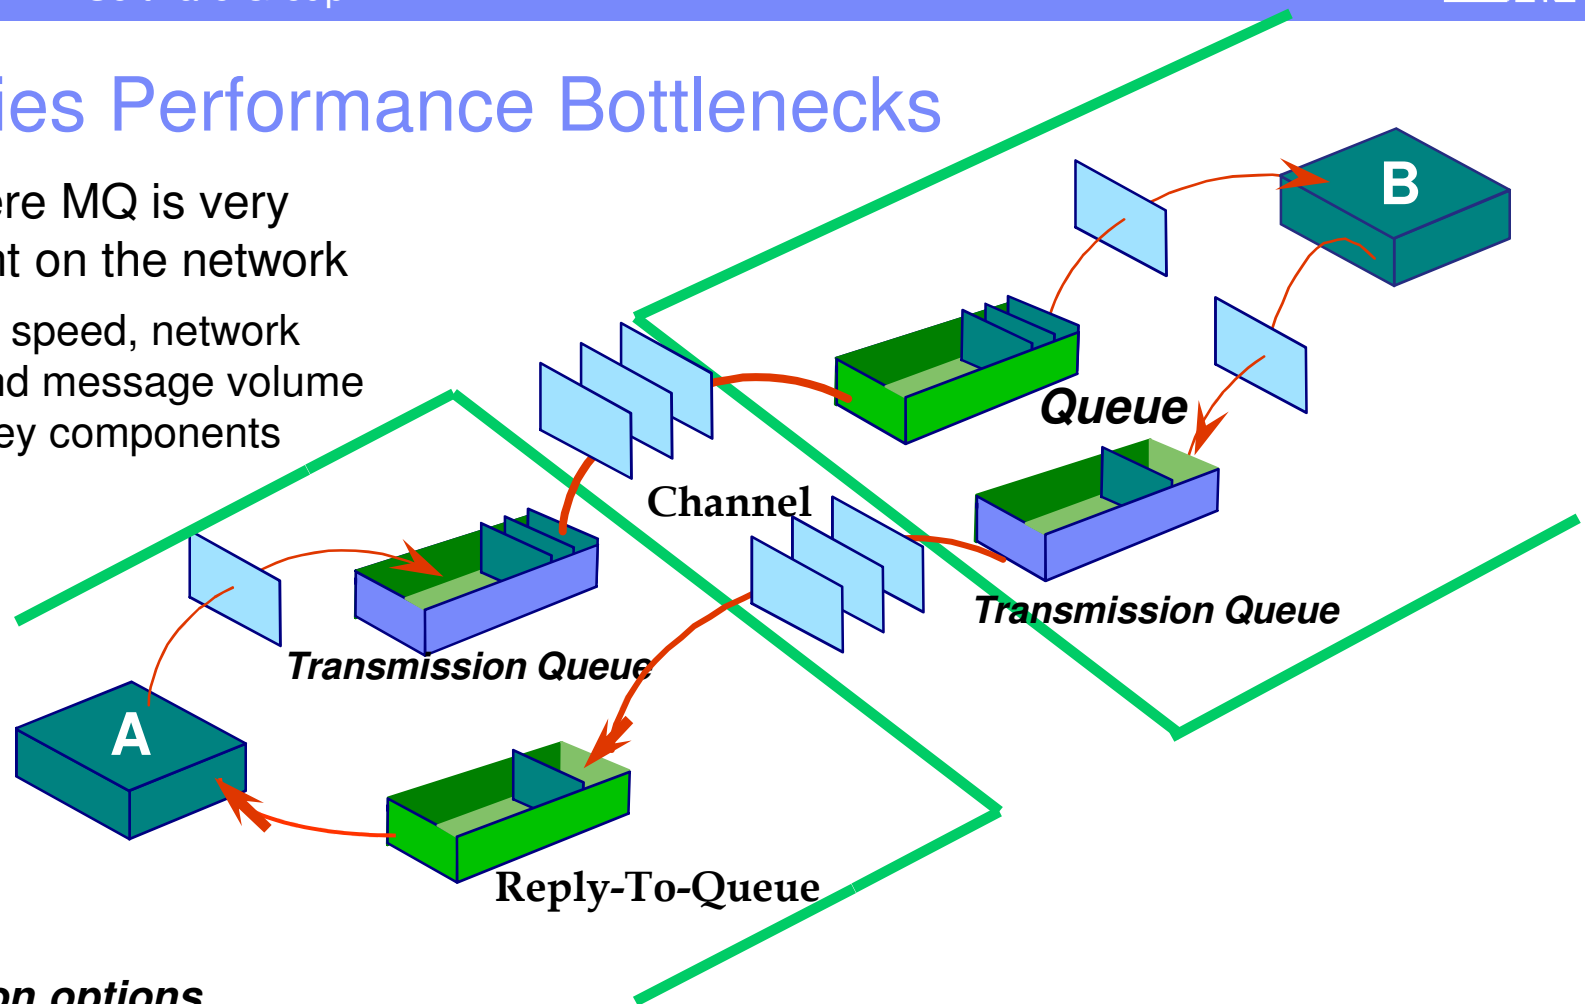 ies Performance Bottlenecks
ere MQ is very
nt on the network
speed, network
nd message volume
ey components
B
Queue
Channel
Transmission Queue
Transmission Queue
A
Reply-To-Queue
on options